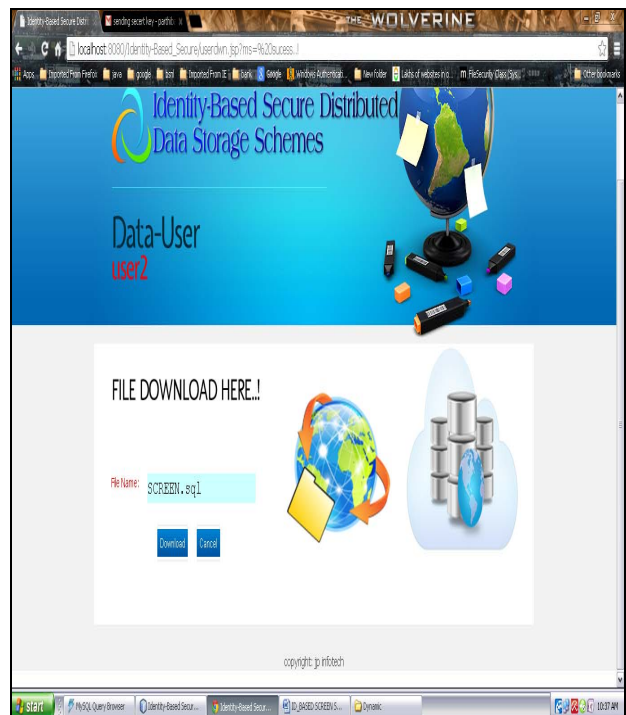 Identity-Based Secure Distri
sending secert key - parthib
THE WOLVERINE
localhost:8080/Identity-Based_Secure/userdwn.jsp?ms=%20sucess..!
Apps
Imported From Firefox
java
google
bsnl
Imported From IE
bank
Google
Windows Authenticati...
New folder
Lakhs of websites in o...
FileSecurity Class (Sys...
Other bookmarks
Identity-Based Secure Distributed
Data Storage Schemes
Data-User
user2
FILE DOWNLOAD HERE..!
File Name:
SCREEN.sql
Download
Cancel
copyright: jp infotech
start
MySQL Query Browser
Identity-Based Secur...
Identity-Based Secur...
ID_BASED SCREEN S...
Dynamic
10:37 AM